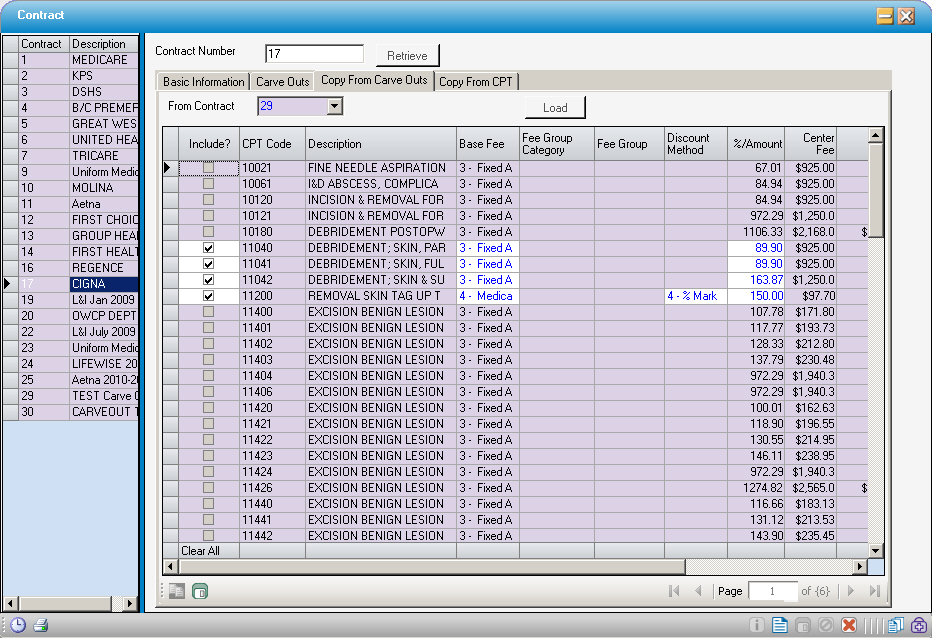 Contract
Contract Description
1 MEDICARE
2 KPS
3 DSHS
4 B/C PREMER
5 GREAT WES
6 UNITED HEA
7 TRICARE
9 Uniform Medic
10 MOLINA
11 Aetna
12 FIRST CHOIC
13 GROUP HEAL
14 FIRST HEALT
16 REGENCE
17 CIGNA
19 L&I Jan 2009
20 OWCP DEPT
22 L&I July 2009
23 Uniform Medic
24 LIFEWISE 20
25 Aetna 2010-20
29 TEST Carve O
30 CARVEOUT T
Contract Number 17 Retrieve
Basic Information Carve Outs Copy From Carve Outs Copy From CPT
From Contract 29 Load
Include? CPT Code Description Base Fee Fee Group Category Fee Group Discount Method %/Amount Center Fee
10021 FINE NEEDLE ASPIRATION 3 - Fixed A 67.01 $925.00
10061 I&D ABSCESS, COMPLICA 3 - Fixed A 84.94 $925.00
10120 INCISION & REMOVAL FOR 3 - Fixed A 84.94 $925.00
10121 INCISION & REMOVAL FOR 3 - Fixed A 972.29 $1,250.0
10180 DEBRIDEMENT POSTOPW 3 - Fixed A 1106.33 $2,168.0 $
11040 DEBRIDEMENT; SKIN, PAR 3 - Fixed A 89.90 $925.00
11041 DEBRIDEMENT; SKIN, FUL 3 - Fixed A 89.90 $925.00
11042 DEBRIDEMENT; SKIN & SU 3 - Fixed A 163.87 $1,250.0
11200 REMOVAL SKIN TAG UP T 4 - Medica 4 - % Mark 150.00 $97.70
11400 EXCISION BENIGN LESION 3 - Fixed A 107.78 $171.80
11401 EXCISION BENIGN LESION 3 - Fixed A 117.77 $193.73
11402 EXCISION BENIGN LESION 3 - Fixed A 128.33 $212.80
11403 EXCISION BENIGN LESION 3 - Fixed A 137.79 $230.48
11404 EXCISION BENIGN LESION 3 - Fixed A 972.29 $1,940.3
11406 EXCISION BENIGN LESION 3 - Fixed A 972.29 $1,940.3
11420 EXCISION BENIGN LESION 3 - Fixed A 100.01 $162.63
11421 EXCISION BENIGN LESION 3 - Fixed A 118.90 $196.55
11422 EXCISION BENIGN LESION 3 - Fixed A 130.55 $214.95
11423 EXCISION BENIGN LESION 3 - Fixed A 146.11 $238.95
11424 EXCISION BENIGN LESION 3 - Fixed A 972.29 $1,940.3
11426 EXCISION BENIGN LESION 3 - Fixed A 1274.82 $2,565.0 $
11440 EXCISION BENIGN LESION 3 - Fixed A 116.66 $183.13
11441 EXCISION BENIGN LESION 3 - Fixed A 131.12 $213.53
11442 EXCISION BENIGN LESION 3 - Fixed A 143.90 $235.45
Clear All
Page 1 of {6}